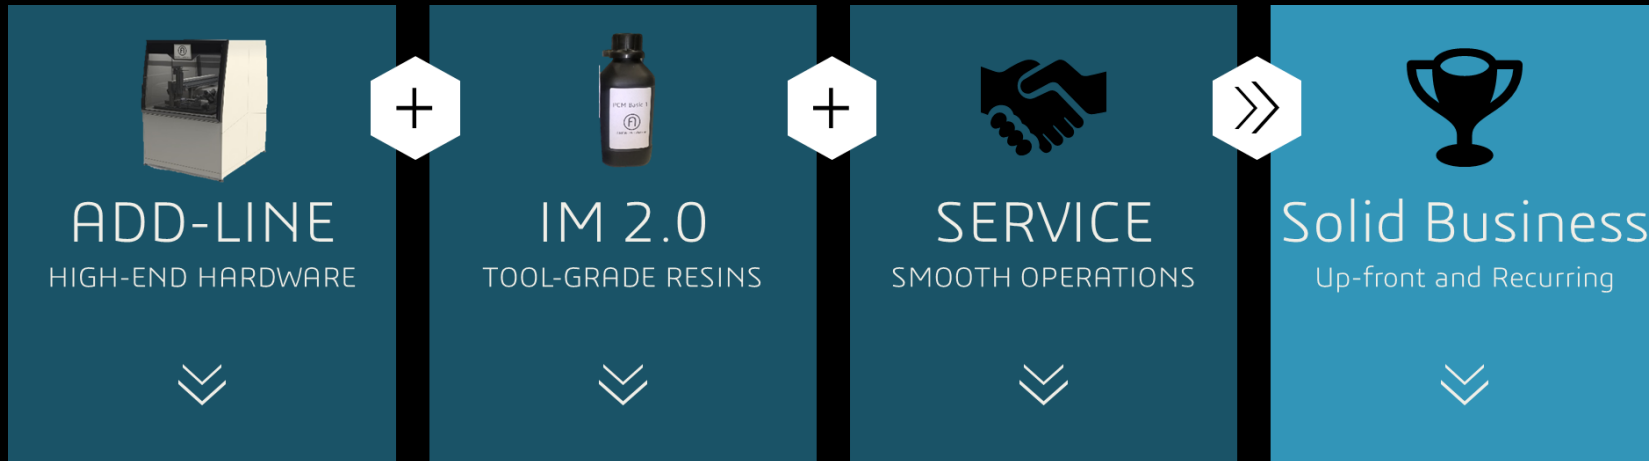 ADD-LINE
HIGH-END HARDWARE
IM 2.0
TOOL-GRADE RESINS
SERVICE
SMOOTH OPERATIONS
Solid Business
Up-front and Recurring